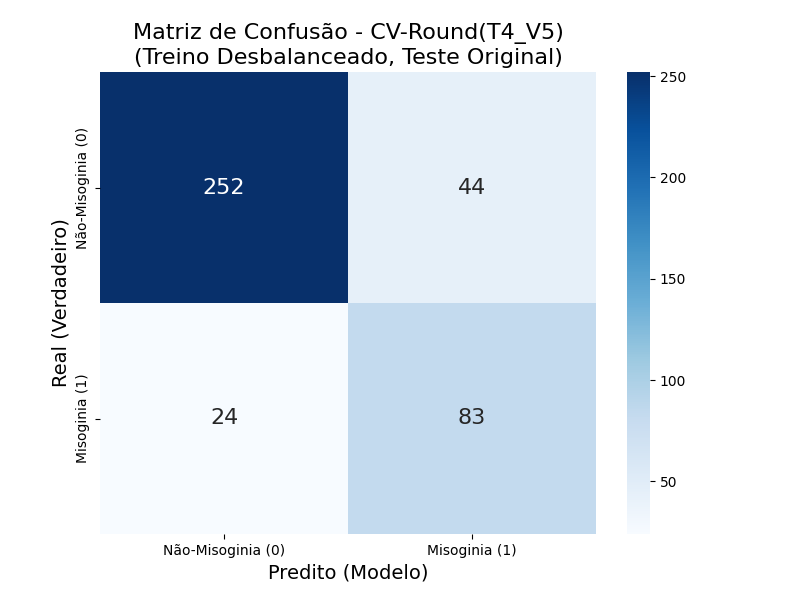 Matriz de Confusão - CV-Round(T4_V5)
(Treino Desbalanceado, Teste Original)
Real (Verdadeiro)
Não-Misoginia (0)
252
44
Misoginia (1)
24
83
Não-Misoginia (0)
Misoginia (1)
Predito (Modelo)
250
200
150
100
50